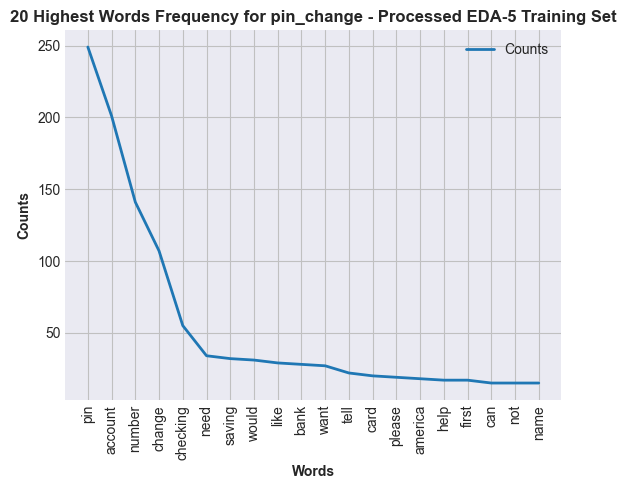 20 Highest Words Frequency for pin_change - Processed EDA-5 Training Set
Counts
250
200
150
100
50
Counts
pin
account
number
change
checking
need
saving
would
like
bank
want
tell
card
please
america
help
first
can
not
name
Words